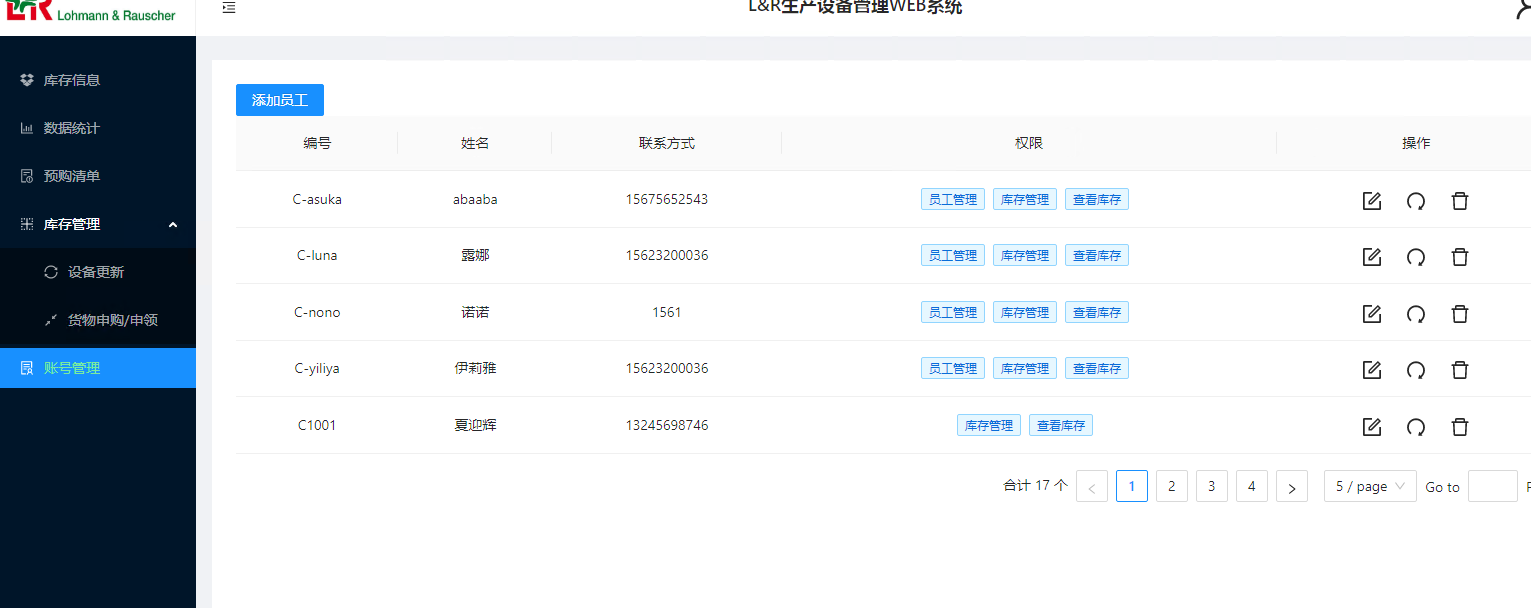 L&R Lohmann & Rauscher
L&R生产设备管理WEB系统
库存信息
数据统计
预购清单
库存管理
设备更新
货物申购/申领
账号管理
添加员工
编号 姓名 联系方式 权限 操作
C-asuka abaaba 15675652543 员工管理 库存管理 查看库存
C-luna 露娜 15623200036 员工管理 库存管理 查看库存
C-nono 诺诺 1561 员工管理 库存管理 查看库存
C-yiliya 伊莉雅 15623200036 员工管理 库存管理 查看库存
C1001 夏迎辉 13245698746 库存管理 查看库存
合计 17 个 < 1 2 3 4 > 5 / page Go to